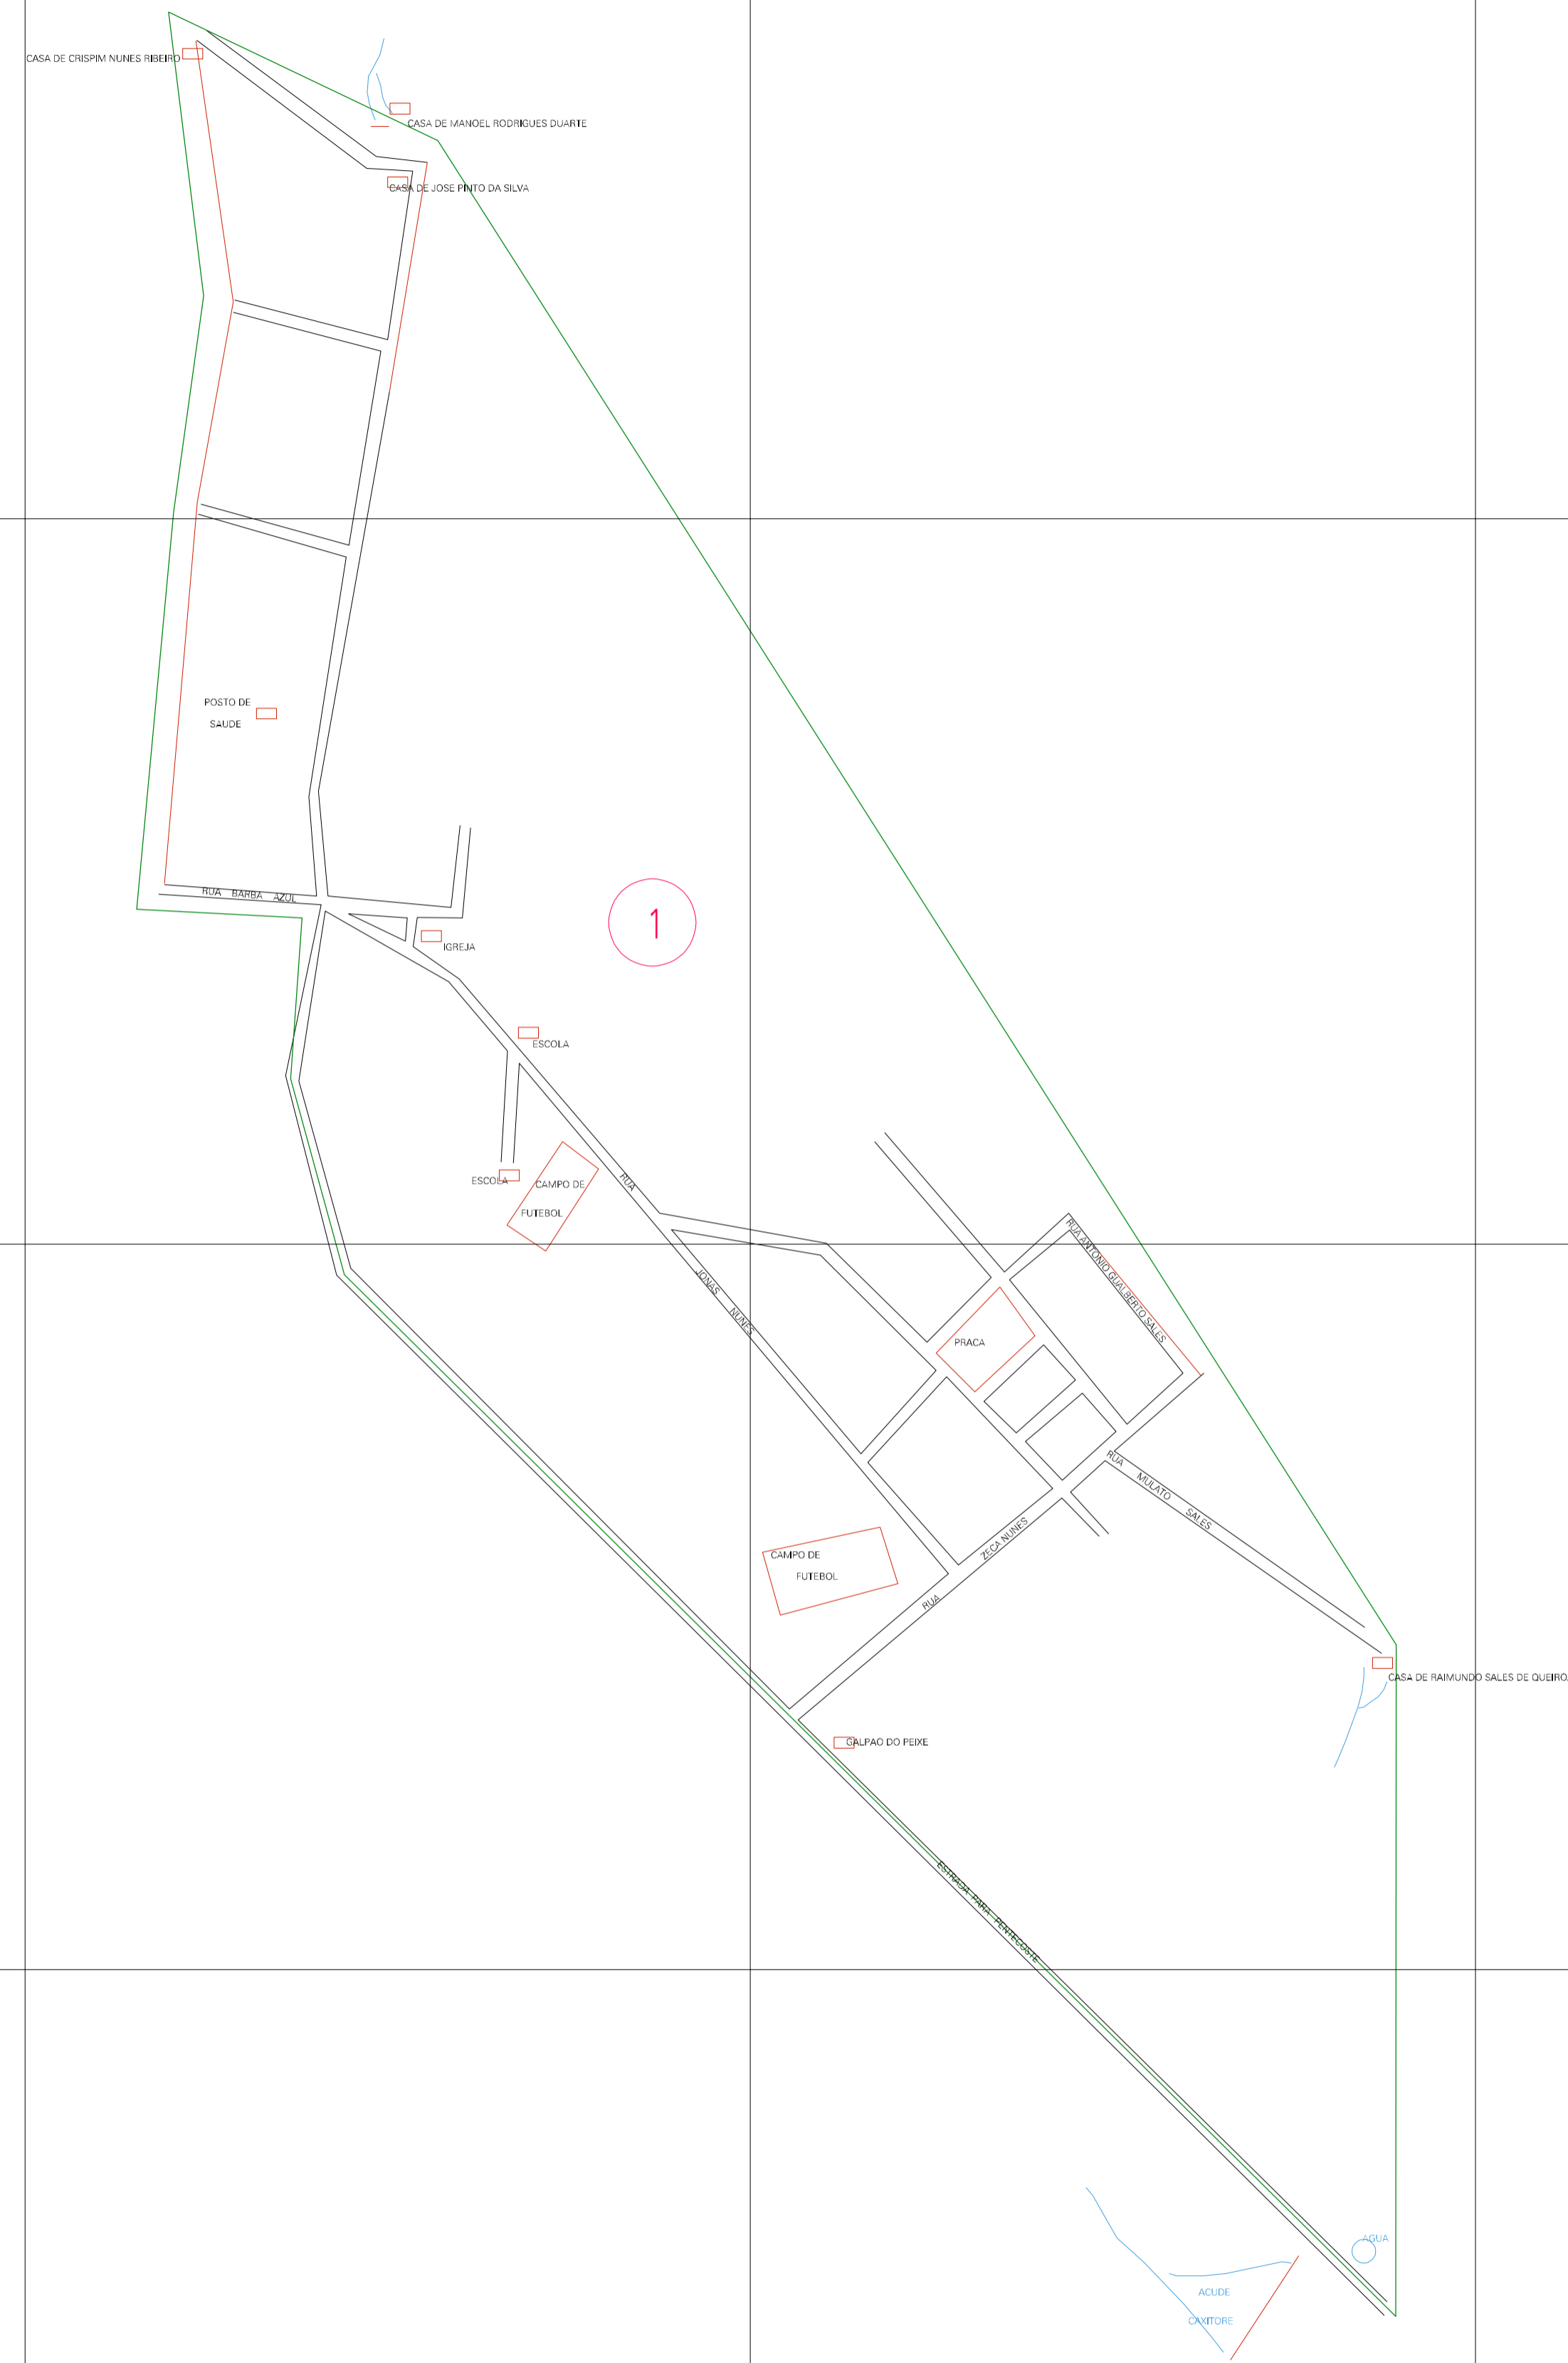 CASA DE CRISPIM NUNES RIBEIRO
CASA DE MANOEL RODRIGUES DUARTE
CASA DE JOSE PINTO DA SILVA
POSTO DE
SAUDE
RUA BARBA AZUL
1
IGREJA
ESCOLA
ESCOLA
CAMPO DE
FUTEBOL
RUA JONAS NUNES
RUA ANTONIO GUALBERTO SALES
PRACA
RUA MULATO SALES
CAMPO DE
FUTEBOL
RUA ZECA NUNES
CASA DE RAIMUNDO SALES DE QUEIRO
GALPAO DO PEIXE
ESTRADA PARA PENTECOSTE
AGUA
ACUDE
CAXITORE